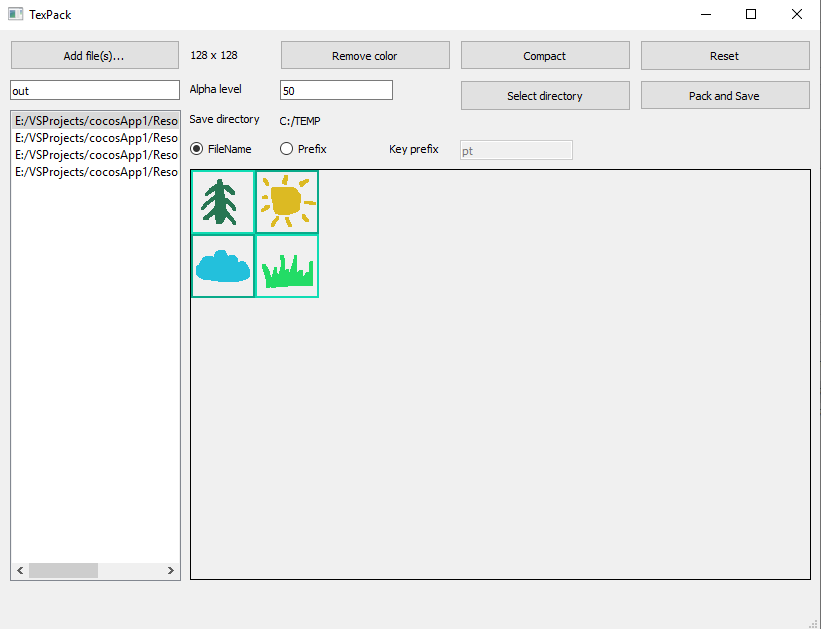 TexPack
Add file(s)...
128 x 128
Remove color
Compact
Reset
out
Alpha level
50
Select directory
Pack and Save
Save directory
C:/TEMP
FileName
Prefix
Key prefix
pt
E:/VSProjects/cocosApp1/Reso
E:/VSProjects/cocosApp1/Reso
E:/VSProjects/cocosApp1/Reso
E:/VSProjects/cocosApp1/Reso